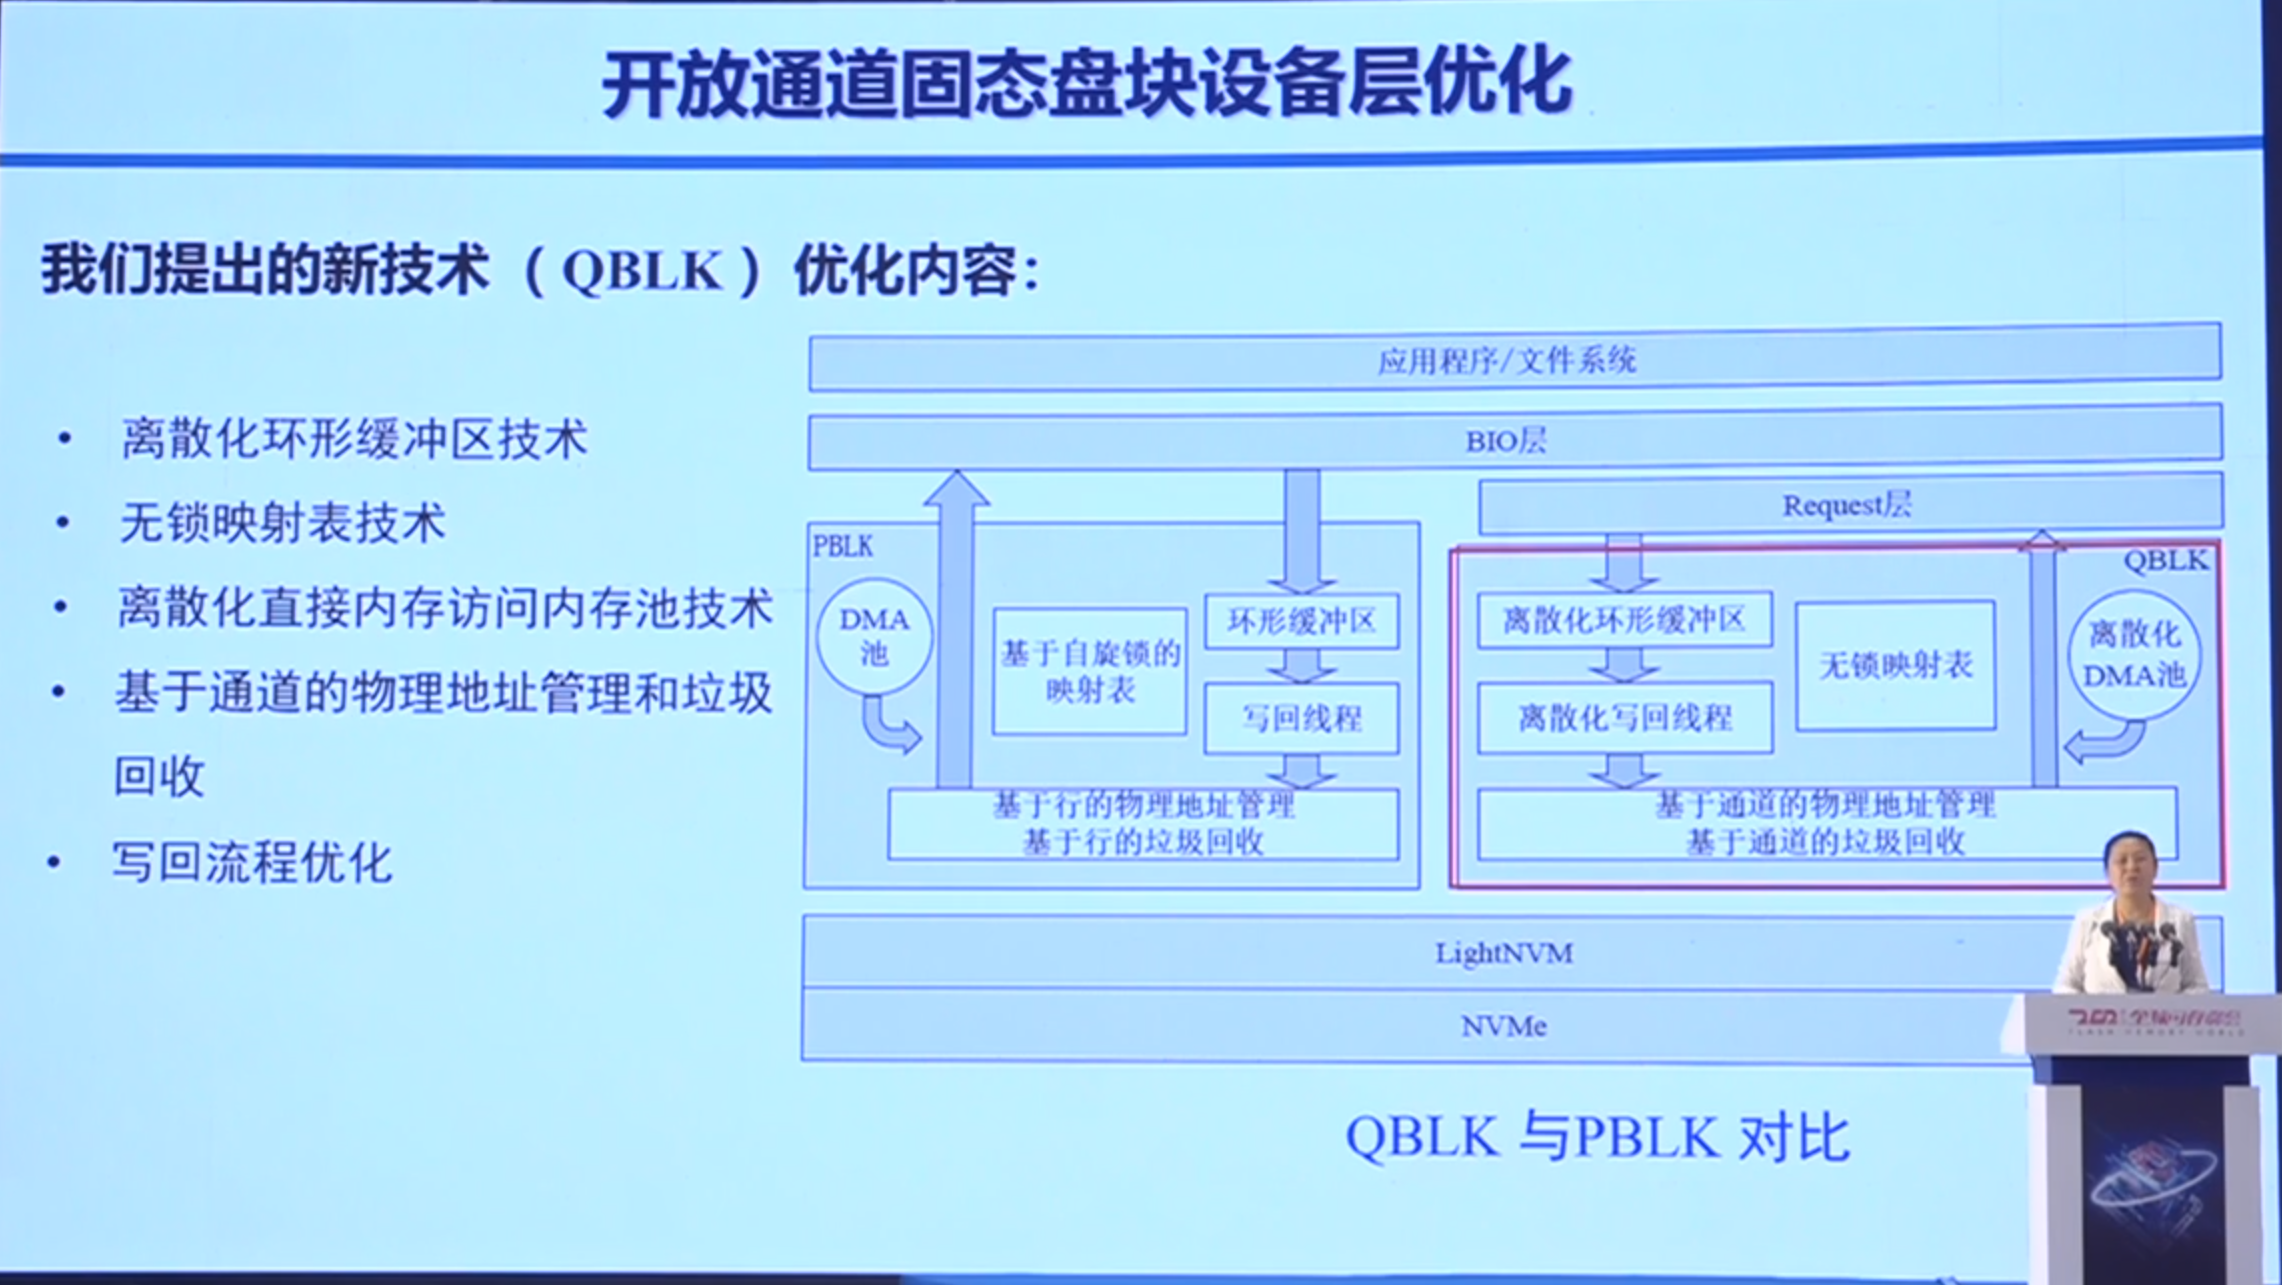 开放通道固态盘块设备层优化
我们提出的新技术（QBLK）优化内容：
• 离散化环形缓冲区技术
• 无锁映射表技术
• 离散化直接内存访问内存池技术
• 基于通道的物理地址管理和垃圾
回收
• 写回流程优化
应用程序/文件系统
BIO层
Request层
PBLK
DMA
池
基于自旋锁的
映射表
环形缓冲区
写回线程
基于行的物理地址管理
基于行的垃圾回收
QBLK
离散化环形缓冲区
离散化写回线程
无锁映射表
离散化
DMA池
基于通道的物理地址管理
基于通道的垃圾回收
LightNVM
NVMe
QBLK 与PBLK 对比